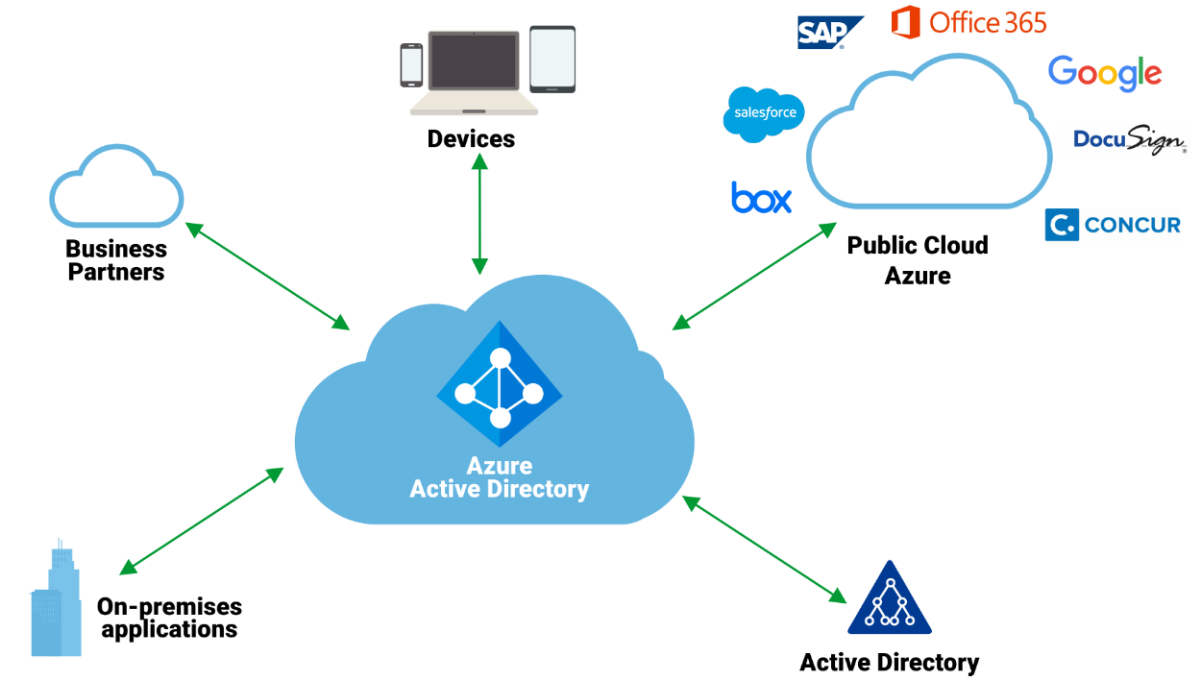 SAP
Office 365
Google
salesforce
DocuSign
box
CONCUR
Devices
Business
Partners
Public Cloud
Azure
Azure
Active Directory
On-premises
applications
Active Directory